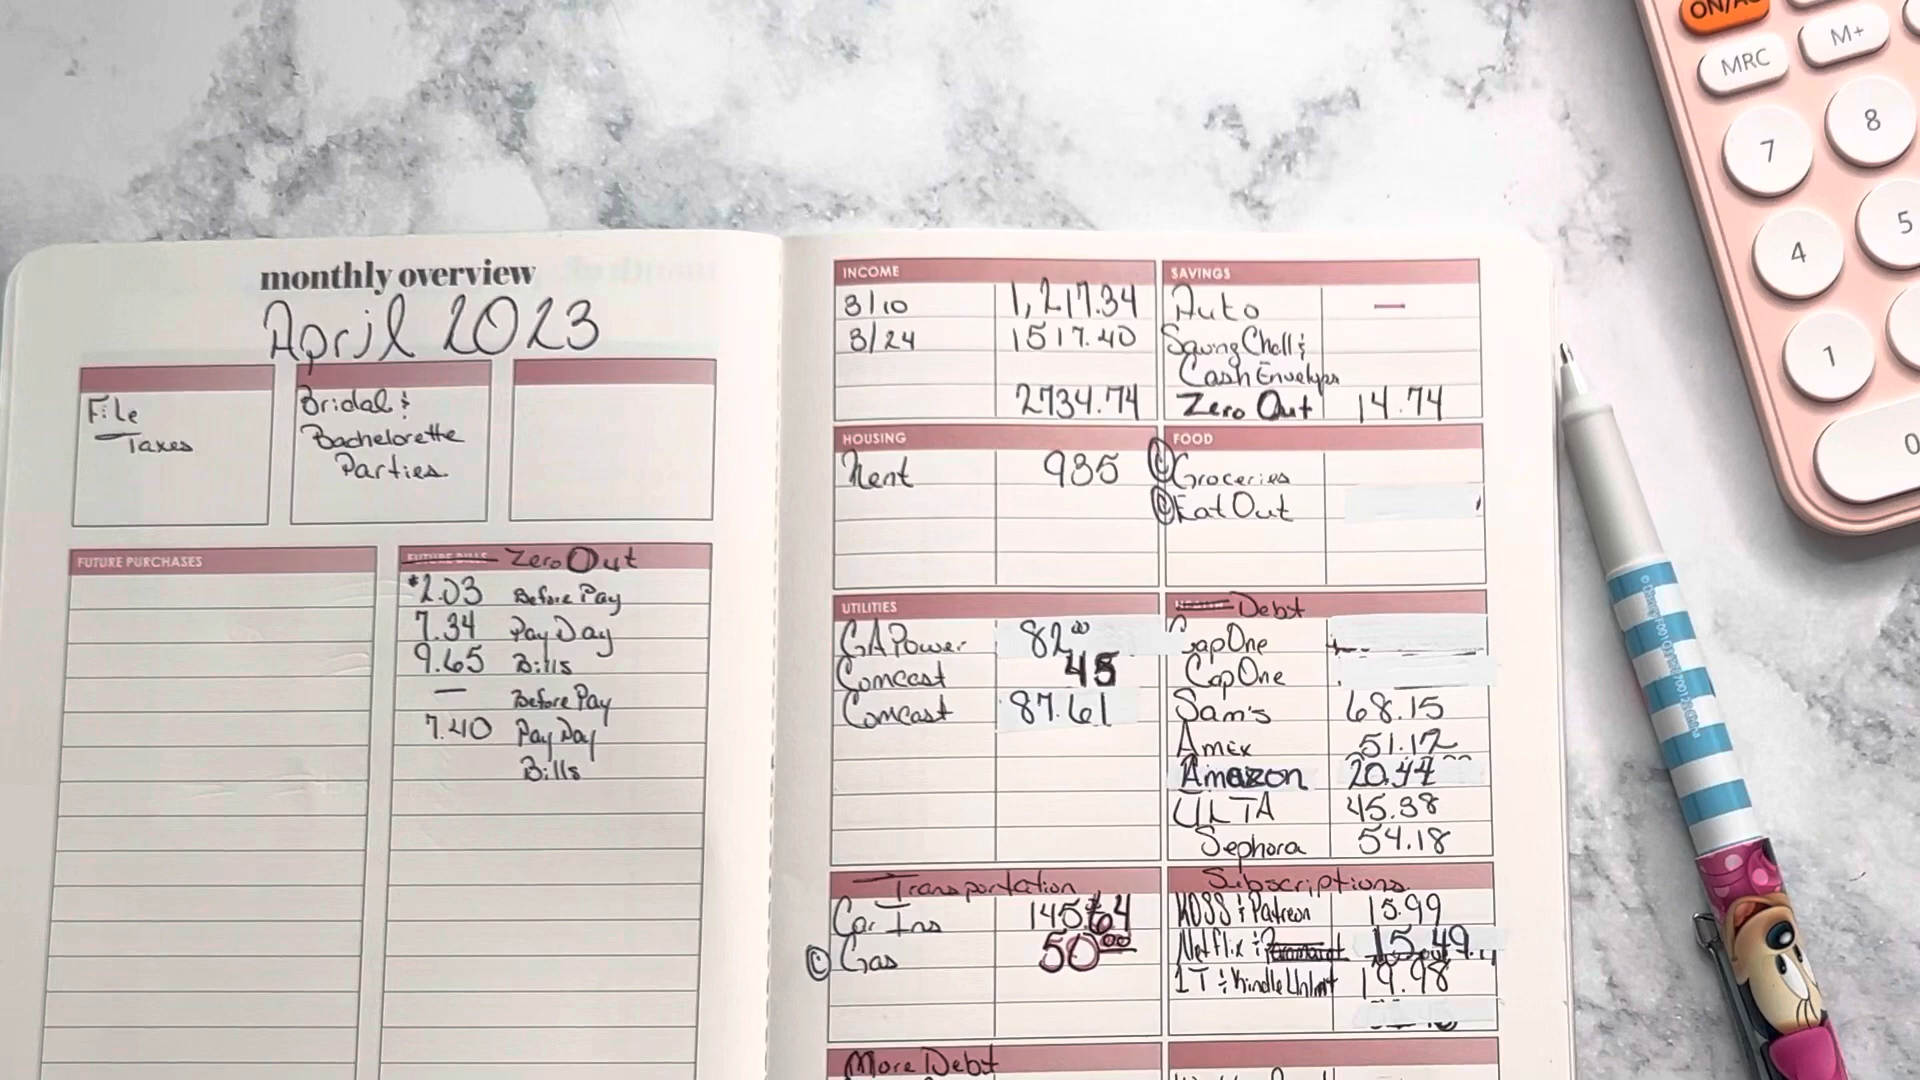 monthly overview
April 2023
File
Taxes
Bridal &
Bachelorette
Parties
FUTURE PURCHASES
FUTURE BILLS Zero Out
2.03 Before Pay
7.34 Pay Day
9.65 Bills
— Before Pay
7.40 Pay Day
Bills
INCOME
3/10 1,217.34
3/24 1517.40
2734.74
SAVINGS
Auto —
Saving Chall &
Cash Envelopes
Zero Out 14.74
HOUSING
Rent 935
FOOD
C Groceries
C Eat Out
UTILITIES
GA Power 82.00
Comcast 45
Comcast 87.61
Debt
CapOne
CapOne
Sam's 68.15
Amex 51.17
Amazon 20.44
ULTA 45.38
Sephora 54.18
Transportation
Car Ins 145.64
C Gas 50.00
Subscriptions
& Patreon 15.99
Netflix & 15.49
1T & Kindle Unlmt 19.98
More Debt
ON/AC
MRC
M+
7
8
4
5
1
0